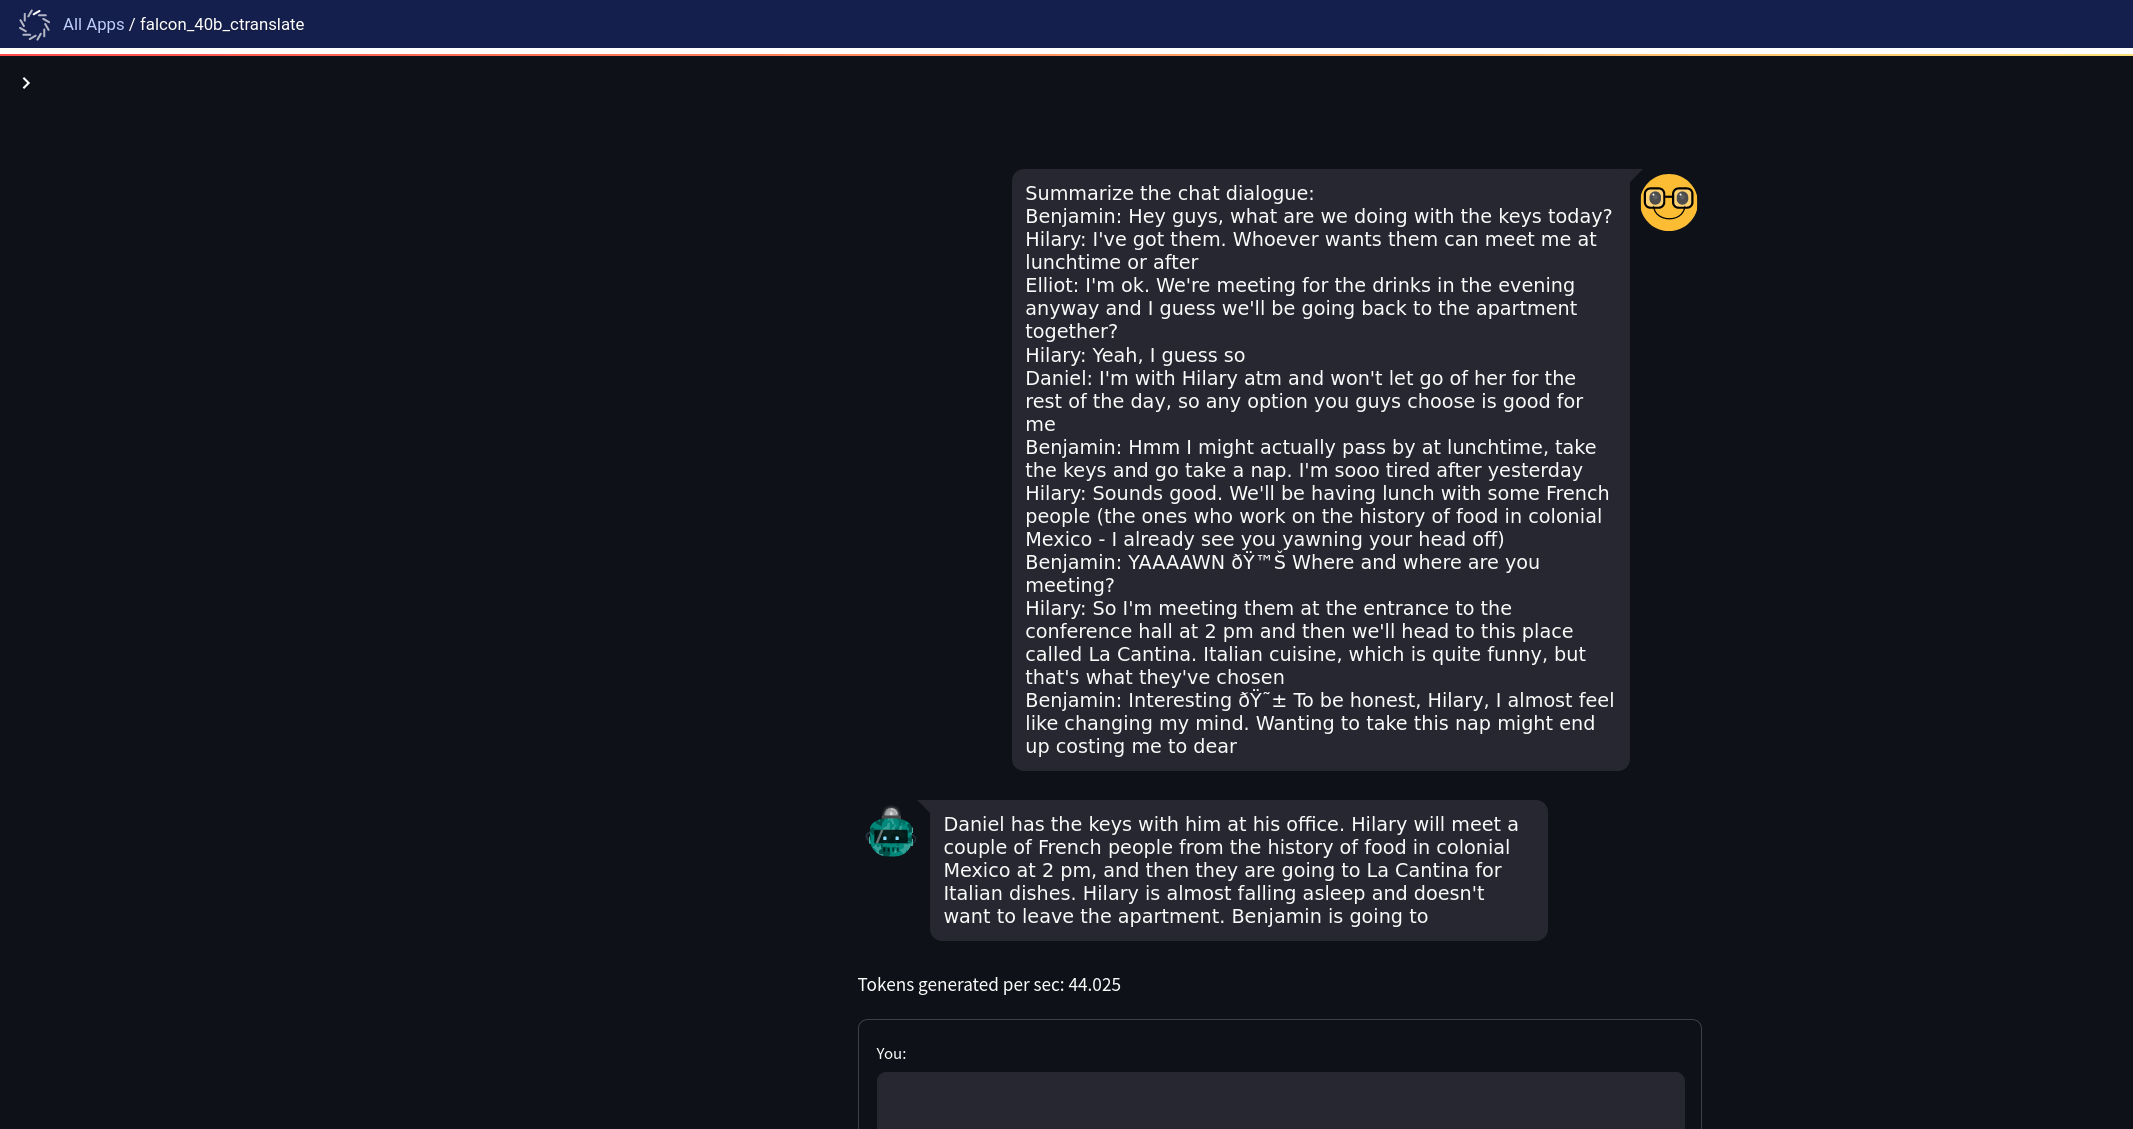 All Apps / falcon_40b_ctranslate
Summarize the chat dialogue:
Benjamin: Hey guys, what are we doing with the keys today?
Hilary: I've got them. Whoever wants them can meet me at
lunchtime or after
Elliot: I'm ok. We're meeting for the drinks in the evening
anyway and I guess we'll be going back to the apartment
together?
Hilary: Yeah, I guess so
Daniel: I'm with Hilary atm and won't let go of her for the
rest of the day, so any option you guys choose is good for
me
Benjamin: Hmm I might actually pass by at lunchtime, take
the keys and go take a nap. I'm sooo tired after yesterday
Hilary: Sounds good. We'll be having lunch with some French
people (the ones who work on the history of food in colonial
Mexico - I already see you yawning your head off)
Benjamin: YAAAAWN ðŸ™Š Where and where are you
meeting?
Hilary: So I'm meeting them at the entrance to the
conference hall at 2 pm and then we'll head to this place
called La Cantina. Italian cuisine, which is quite funny, but
that's what they've chosen
Benjamin: Interesting ðŸ˜± To be honest, Hilary, I almost feel
like changing my mind. Wanting to take this nap might end
up costing me to dear
Daniel has the keys with him at his office. Hilary will meet a
couple of French people from the history of food in colonial
Mexico at 2 pm, and then they are going to La Cantina for
Italian dishes. Hilary is almost falling asleep and doesn't
want to leave the apartment. Benjamin is going to
Tokens generated per sec: 44.025
You: